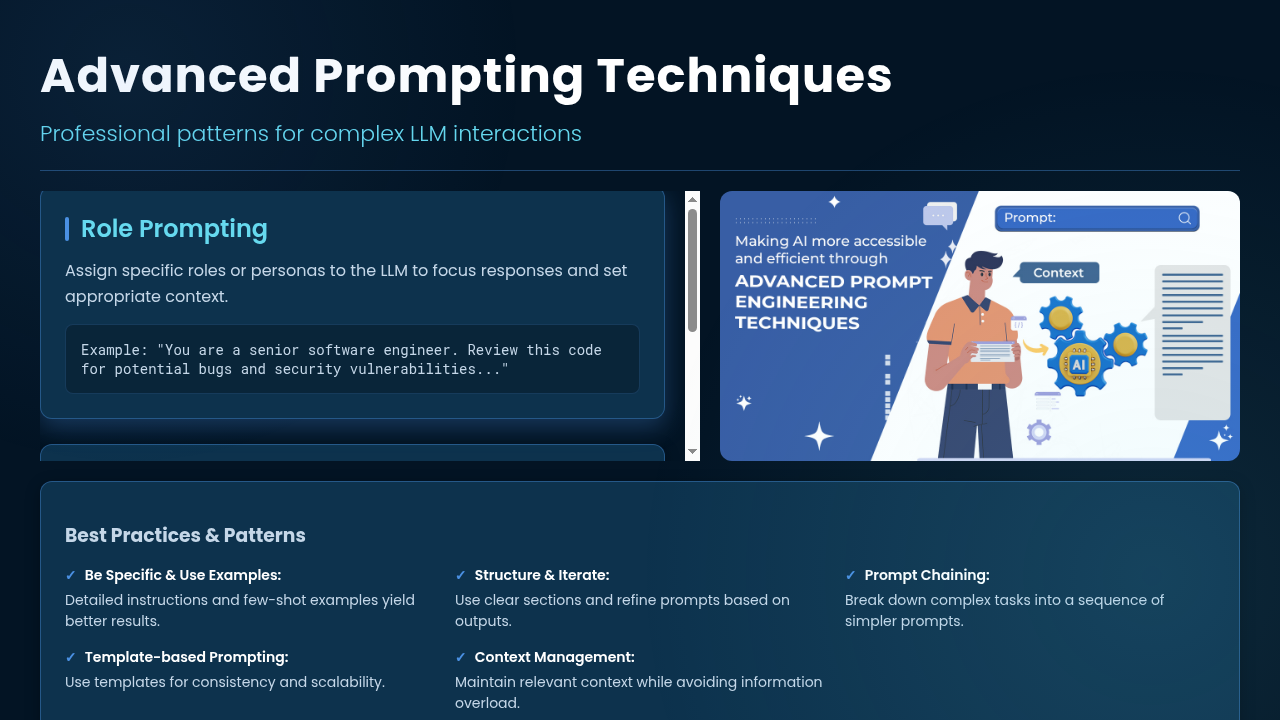 Advanced Prompting Techniques
Professional patterns for complex LLM interactions
Role Prompting
Assign specific roles or personas to the LLM to focus responses and set
appropriate context.
Example: "You are a senior software engineer. Review this code
for potential bugs and security vulnerabilities..."
Making AI more accessible
and efficient through
ADVANCED PROMPT
ENGINEERING
TECHNIQUES
Prompt:
Context
AI
Best Practices & Patterns
✓ Be Specific & Use Examples:
Detailed instructions and few-shot examples yield
better results.
✓ Structure & Iterate:
Use clear sections and refine prompts based on
outputs.
✓ Prompt Chaining:
Break down complex tasks into a sequence of
simpler prompts.
✓ Template-based Prompting:
Use templates for consistency and scalability.
✓ Context Management:
Maintain relevant context while avoiding information
overload.